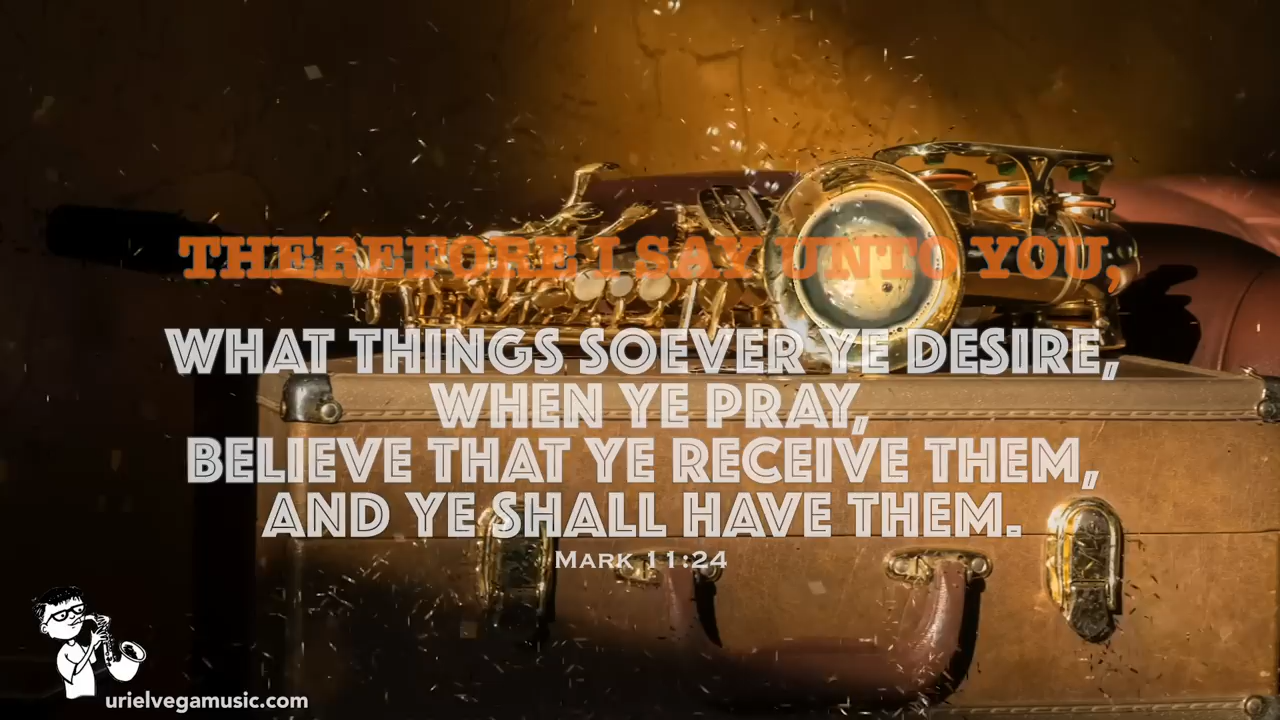 THEREFORE I SAY UNTO YOU,
WHAT THINGS SOEVER YE DESIRE,
WHEN YE PRAY,
BELIEVE THAT YE RECEIVE THEM,
AND YE SHALL HAVE THEM.
MARK 11:24
urielvegamusic.com